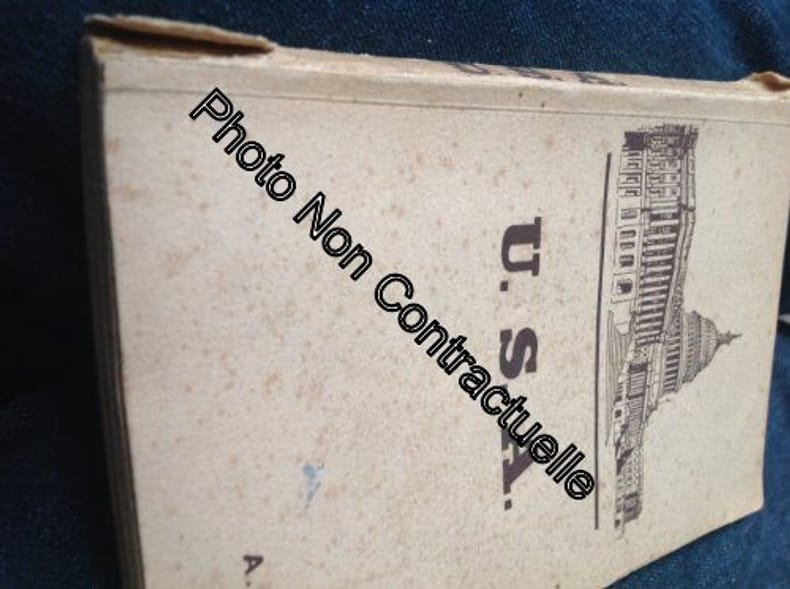 U. S. A.
A.
Photo Non Contractuelle